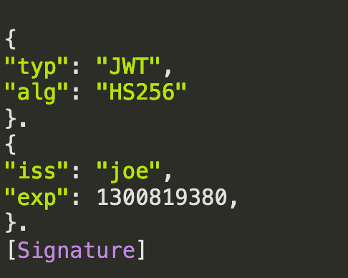 {
"typ": "JWT",
"alg": "HS256"
}.
{
"iss": "joe",
"exp": 1300819380,
}.
[Signature]